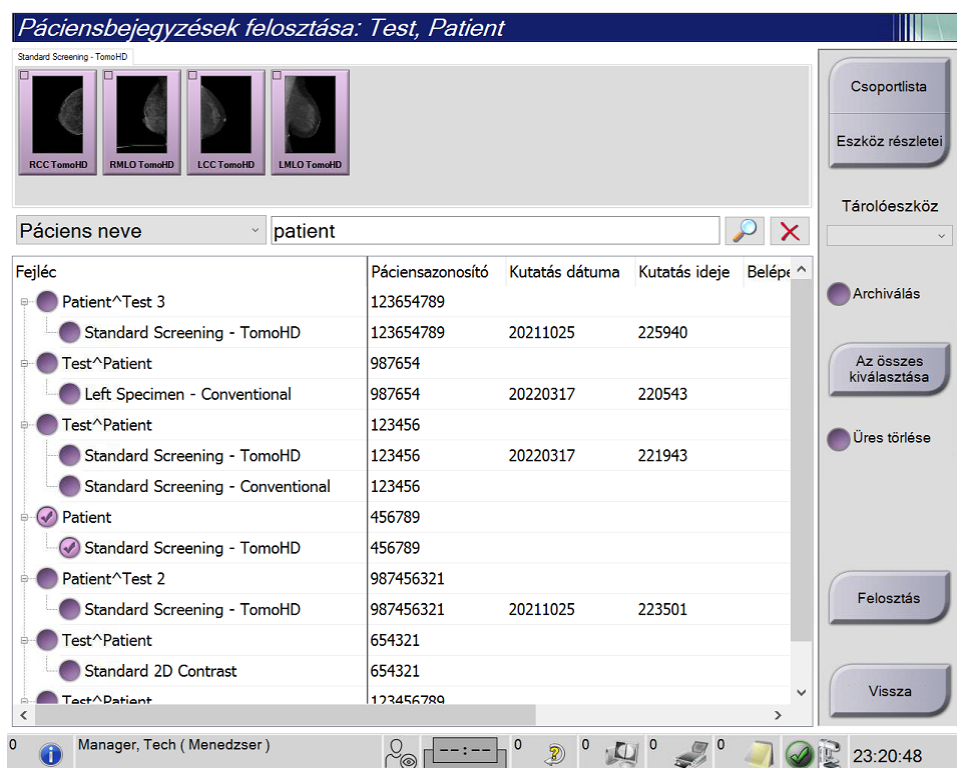 Páciensbejegyzések felosztása: Test, Patient
Standard Screening - TomoHD
RCC TomoHD RMLO TomoHD LCC TomoHD LMLO TomoHD
Csoportlista
Eszköz részletei
Tárolóeszköz
Páciens neve patient
Fejléc Páciensazonosító Kutatás dátuma Kutatás ideje Belépe
Patient^Test 3 123654789
Standard Screening - TomoHD 123654789 20211025 225940
Test^Patient 987654
Left Specimen - Conventional 987654 20220317 220543
Test^Patient 123456
Standard Screening - TomoHD 123456 20220317 221943
Standard Screening - Conventional 123456
Patient 456789
Standard Screening - TomoHD 456789
Patient^Test 2 987456321
Standard Screening - TomoHD 987456321 20211025 223501
Test^Patient 654321
Standard 2D Contrast 654321
Test^Patient 123456789
Archiválás
Az összes
kiválasztása
Üres törlése
Felosztás
Vissza
0 Manager, Tech ( Menedzser ) --:-- 0 0 0 0 23:20:48